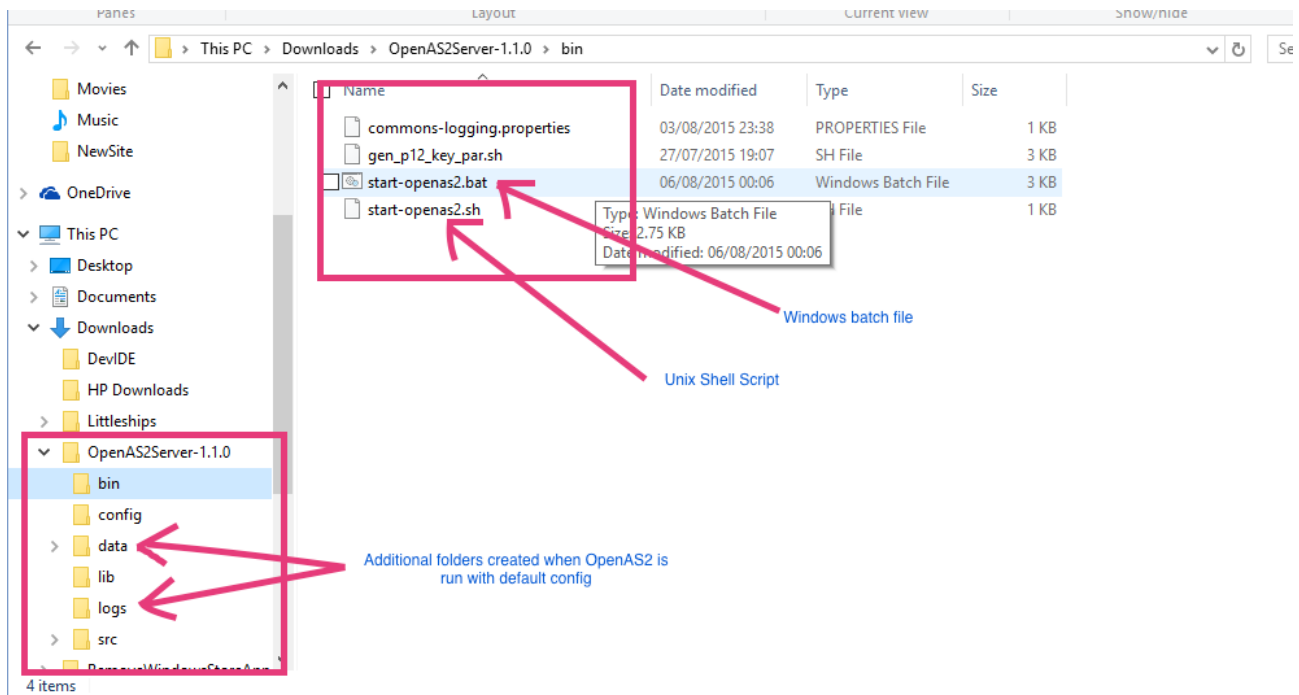 Panes Layout Current view Show/hide
This PC > Downloads > OpenAS2Server-1.1.0 > bin Se
Movies
Music
NewSite
OneDrive
This PC
Desktop
Documents
Downloads
DevIDE
HP Downloads
Littleships
OpenAS2Server-1.1.0
bin
config
data
lib
logs
src
RemoveWindowsStoreApp
4 items
Name Date modified Type Size
commons-logging.properties 03/08/2015 23:38 PROPERTIES File 1 KB
gen_p12_key_par.sh 27/07/2015 19:07 SH File 3 KB
start-openas2.bat 06/08/2015 00:06 Windows Batch File 3 KB
start-openas2.sh File 1 KB
Type: Windows Batch File
Size: 2.75 KB
Date modified: 06/08/2015 00:06
Windows batch file
Unix Shell Script
Additional folders created when OpenAS2 is
run with default config